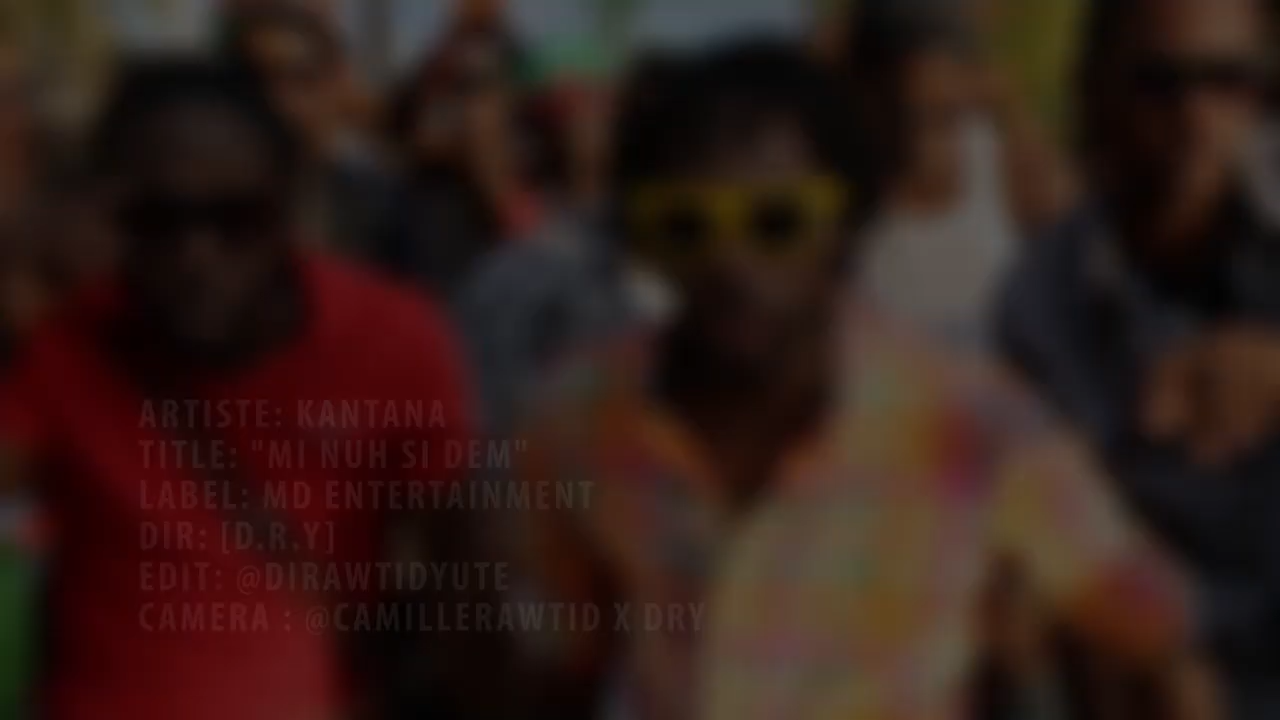 ARTISTE: KANTANA
TITLE: "MI NUH SI DEM"
LABEL: MD ENTERTAINMENT
DIR: [D.R.Y]
EDIT: @DIRAWTIDYUTE
CAMERA : @CAMILLERAWTID X DRY